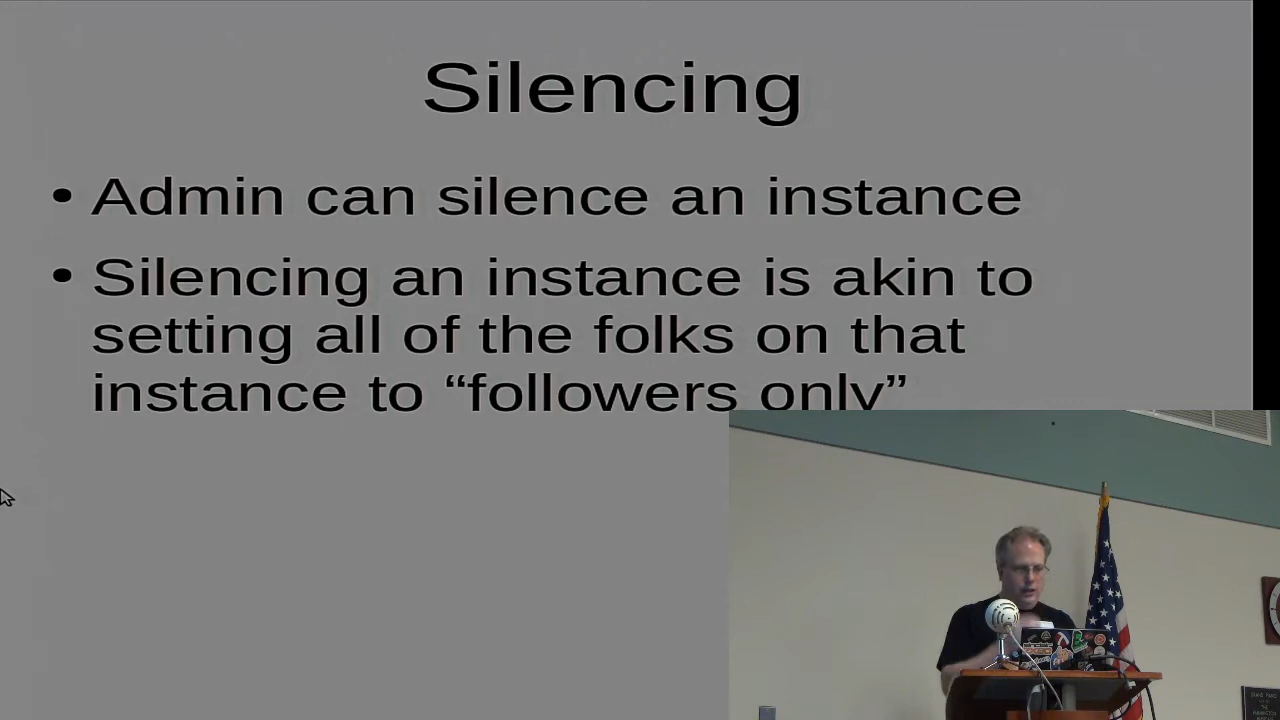 Silencing
• Admin can silence an instance
• Silencing an instance is akin to
setting all of the folks on that
instance to “followers only”